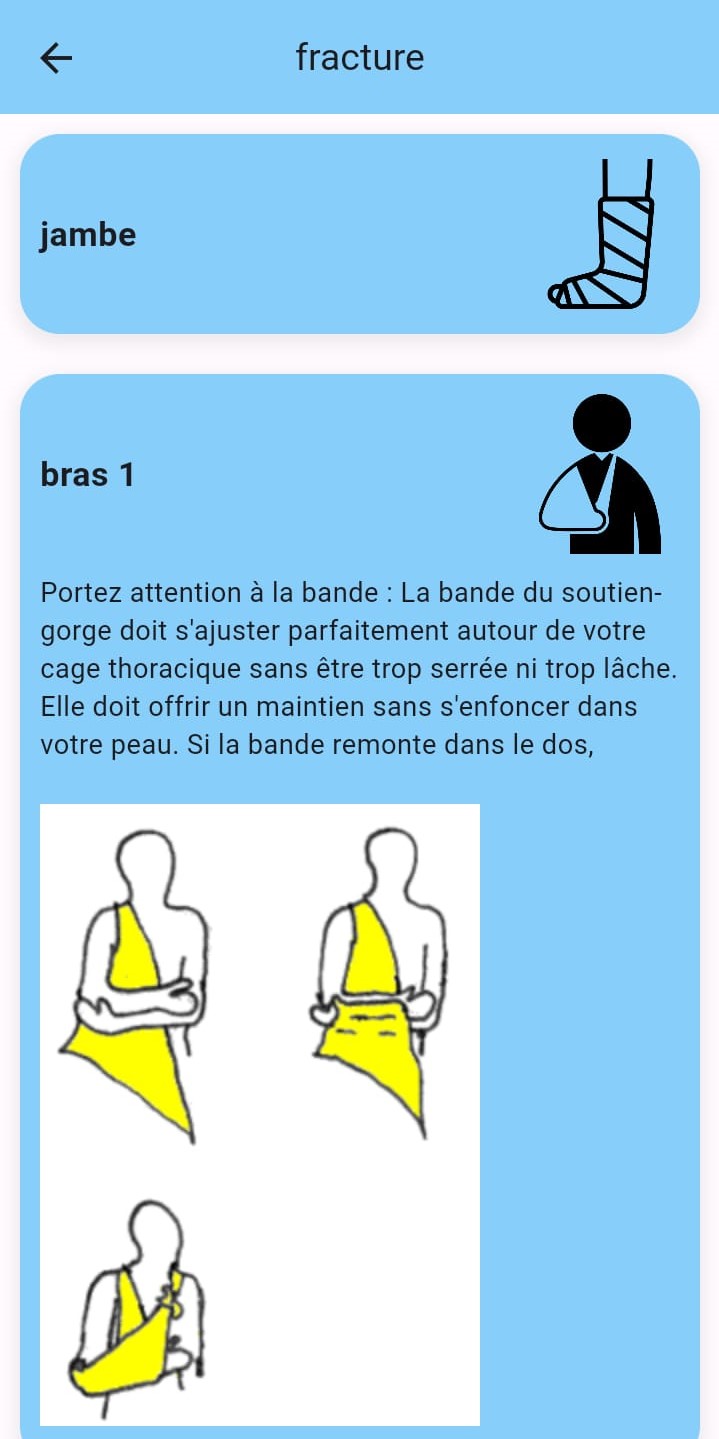 fracture
jambe
bras 1
Portez attention à la bande : La bande du soutien-
gorge doit s'ajuster parfaitement autour de votre
cage thoracique sans être trop serrée ni trop lâche.
Elle doit offrir un maintien sans s'enfoncer dans
votre peau. Si la bande remonte dans le dos,